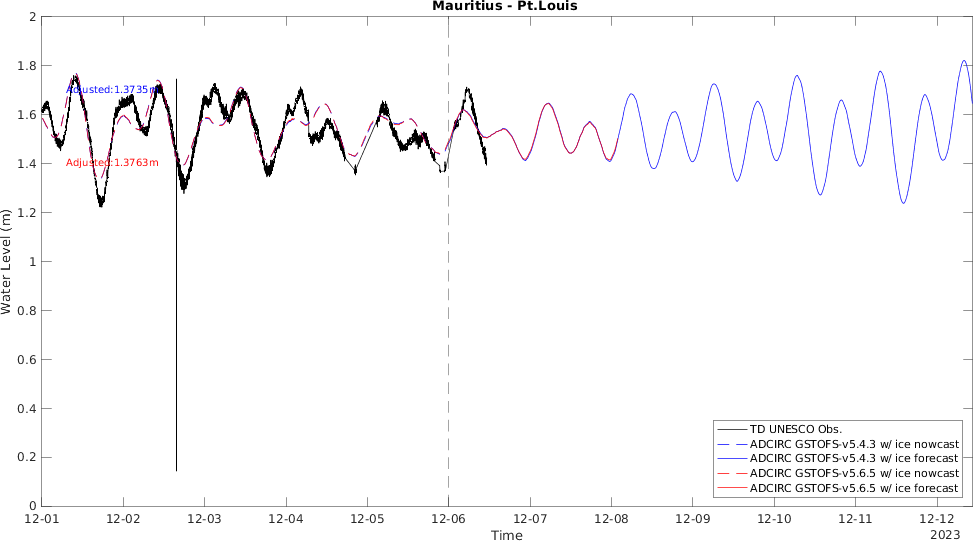 Mauritius - Pt.Louis
2
1.8
1.6
1.4
1.2
1
0.8
0.6
0.4
0.2
0
Water Level (m)
Adjusted:1.3735m
Adjusted:1.3763m
TD UNESCO Obs.
ADCIRC GSTOFS-v5.4.3 w/ ice nowcast
ADCIRC GSTOFS-v5.4.3 w/ ice forecast
ADCIRC GSTOFS-v5.6.5 w/ ice nowcast
ADCIRC GSTOFS-v5.6.5 w/ ice forecast
12-01 12-02 12-03 12-04 12-05 12-06 12-07 12-08 12-09 12-10 12-11 12-12
Time
2023